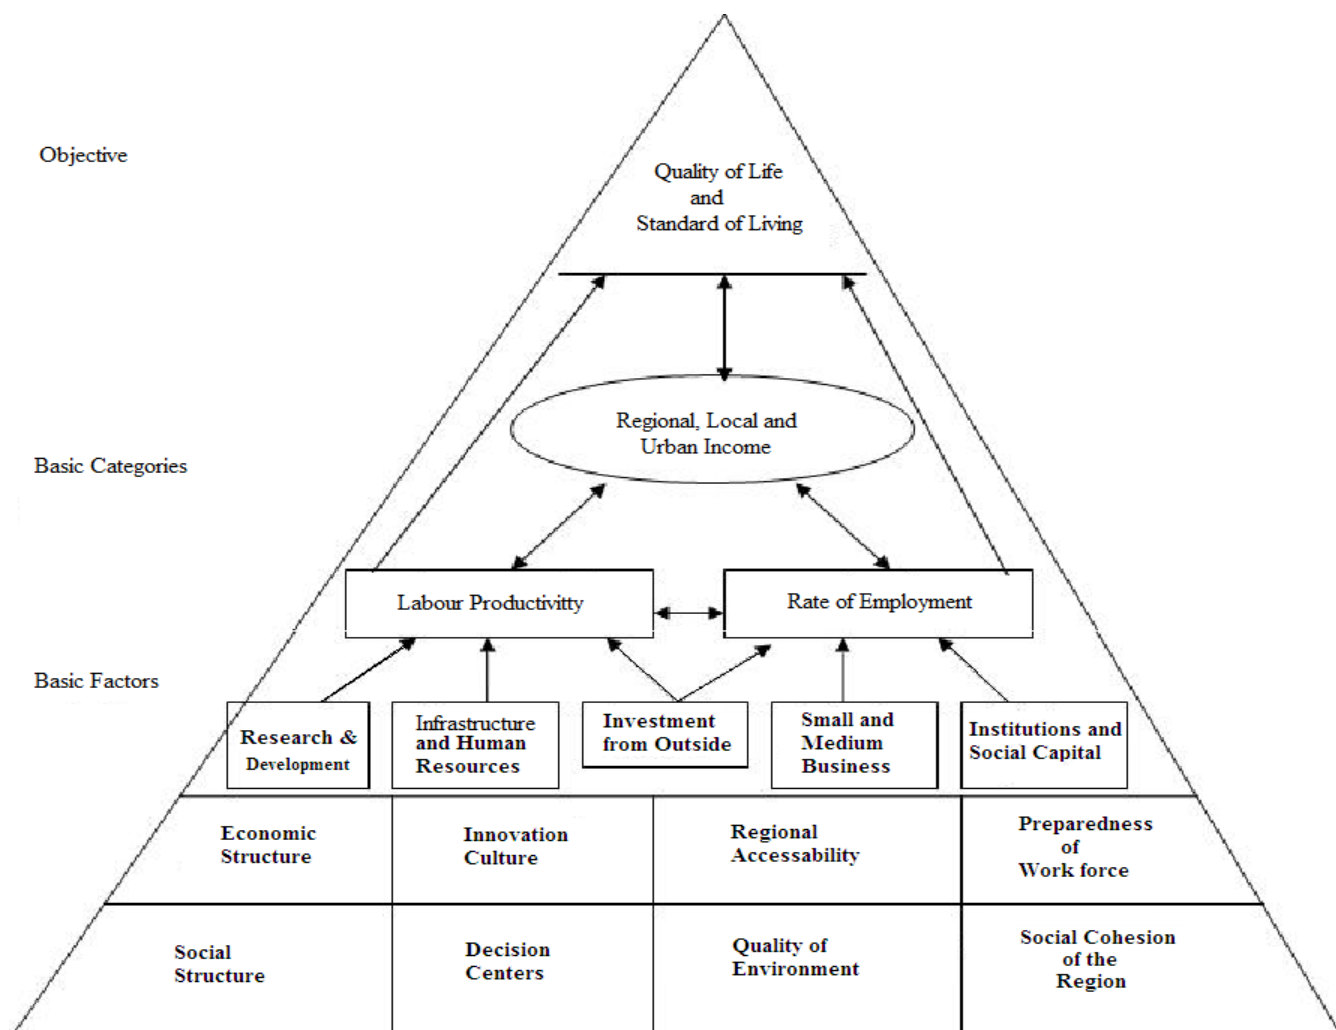 Objective
Quality of Life
and
Standard of Living
Regional, Local and
Urban Income
Basic Categories
Labour Productivitty
Rate of Employment
Basic Factors
Research &
Development
Infrastructure
and Human
Resources
Investment
from Outside
Small and
Medium
Business
Institutions and
Social Capital
Economic
Structure
Innovation
Culture
Regional
Accessability
Preparedness
of
Work force
Social
Structure
Decision
Centers
Quality of
Environment
Social Cohesion
of the
Region